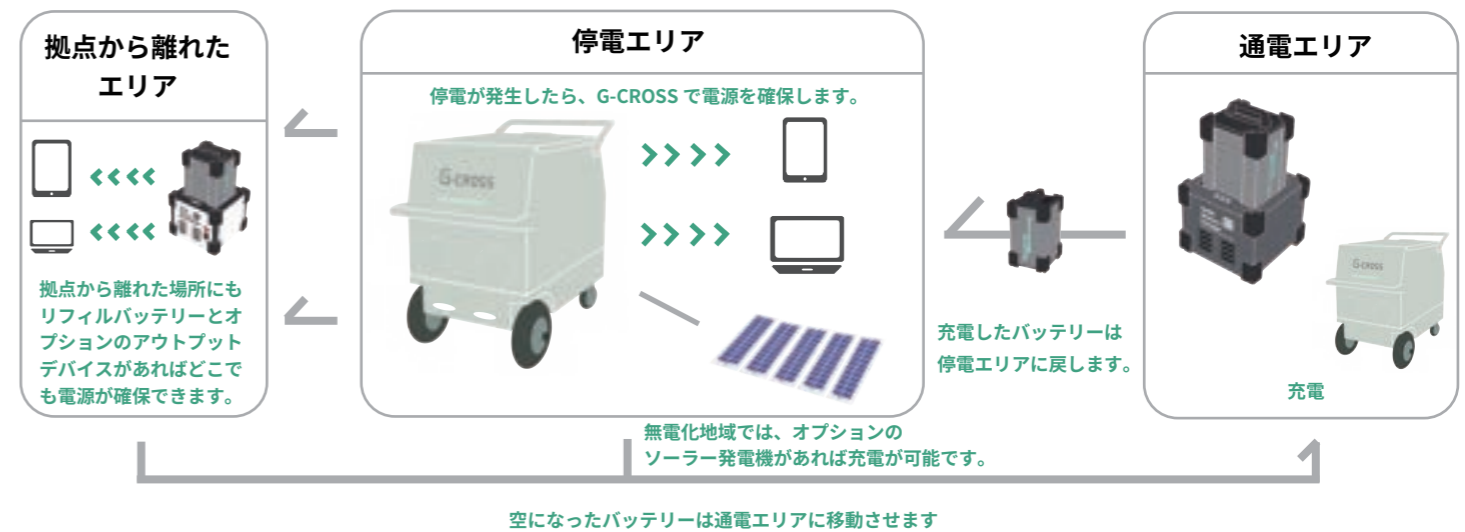 拠点から離れた
エリア
拠点から離れた場所にも
リフィルバッテリーとオ
プションのアウトプット
デバイスがあればどこで
も電源が確保できます。
停電エリア
停電が発生したら、G-CROSS で電源を確保します。
G-CROSS
無電化地域では、オプションの
ソーラー発電機があれば充電が可能です。
充電したバッテリーは
停電エリアに戻します。
通電エリア
G-CROSS
充電
空になったバッテリーは通電エリアに移動させます